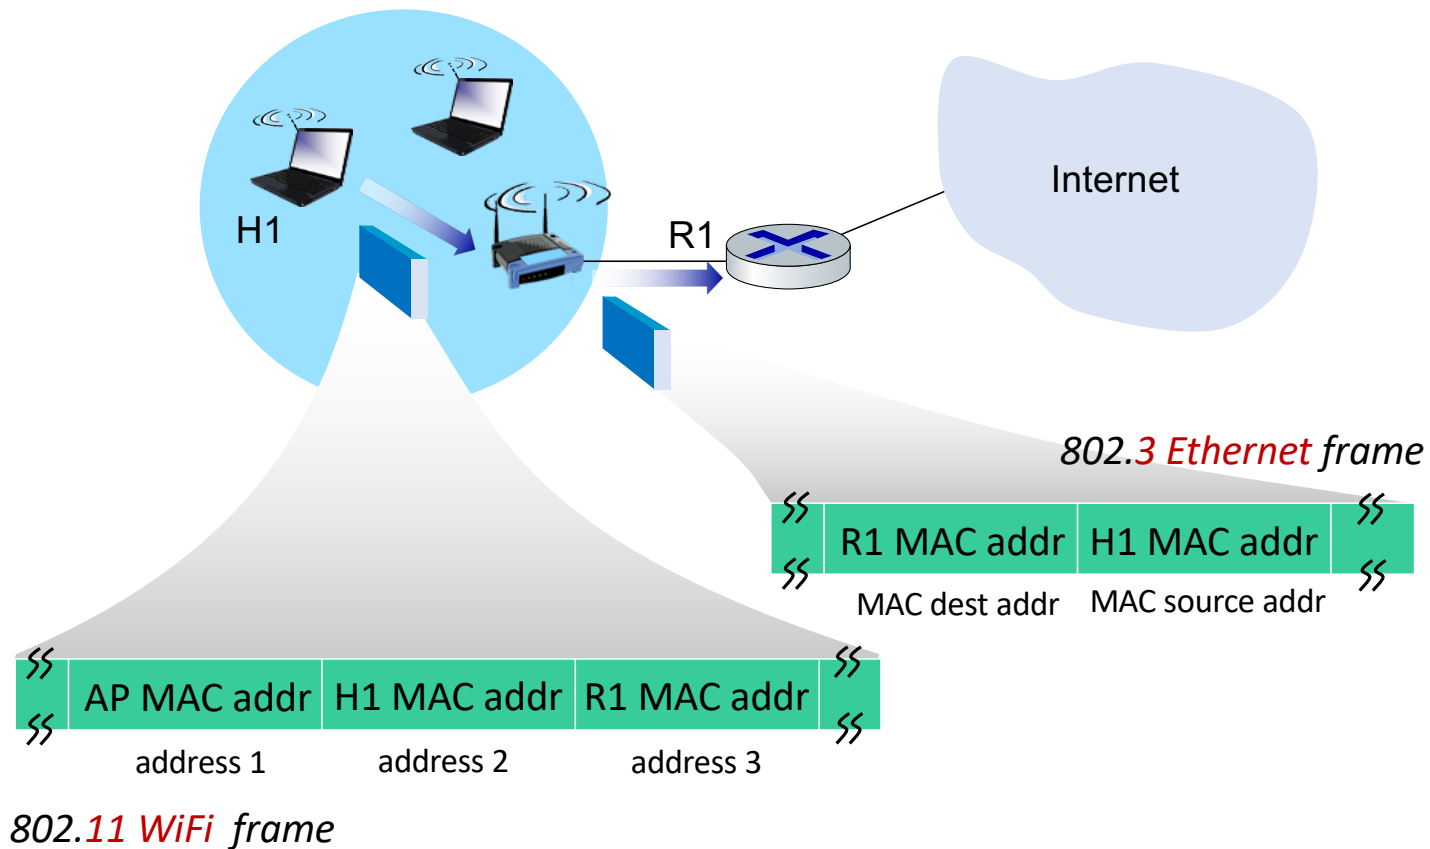 Internet
H1
R1
802.3 Ethernet frame
R1 MAC addr H1 MAC addr
MAC dest addr MAC source addr
AP MAC addr H1 MAC addr R1 MAC addr
address 1 address 2 address 3
802.11 WiFi frame